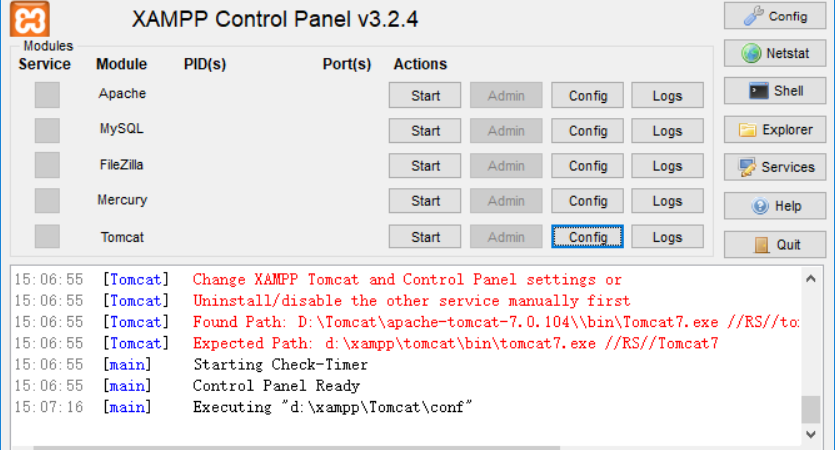 XAMPP Control Panel v3.2.4
Config
Modules
Service Module PID(s) Port(s) Actions
Netstat
Apache Start Admin Config Logs
Shell
MySQL Start Admin Config Logs
Explorer
FileZilla Start Admin Config Logs
Services
Mercury Start Admin Config Logs
Help
Tomcat Start Admin Config Logs
Quit
15:06:55 [Tomcat] Change XAMPP Tomcat and Control Panel settings or
15:06:55 [Tomcat] Uninstall/disable the other service manually first
15:06:55 [Tomcat] Found Path: D:\Tomcat\apache-tomcat-7.0.104\\bin\Tomcat7.exe //RS//to
15:06:55 [Tomcat] Expected Path: d:\xampp\tomcat\bin\tomcat7.exe //RS//Tomcat7
15:06:55 [main] Starting Check-Timer
15:06:55 [main] Control Panel Ready
15:07:16 [main] Executing "d:\xampp\Tomcat\conf"